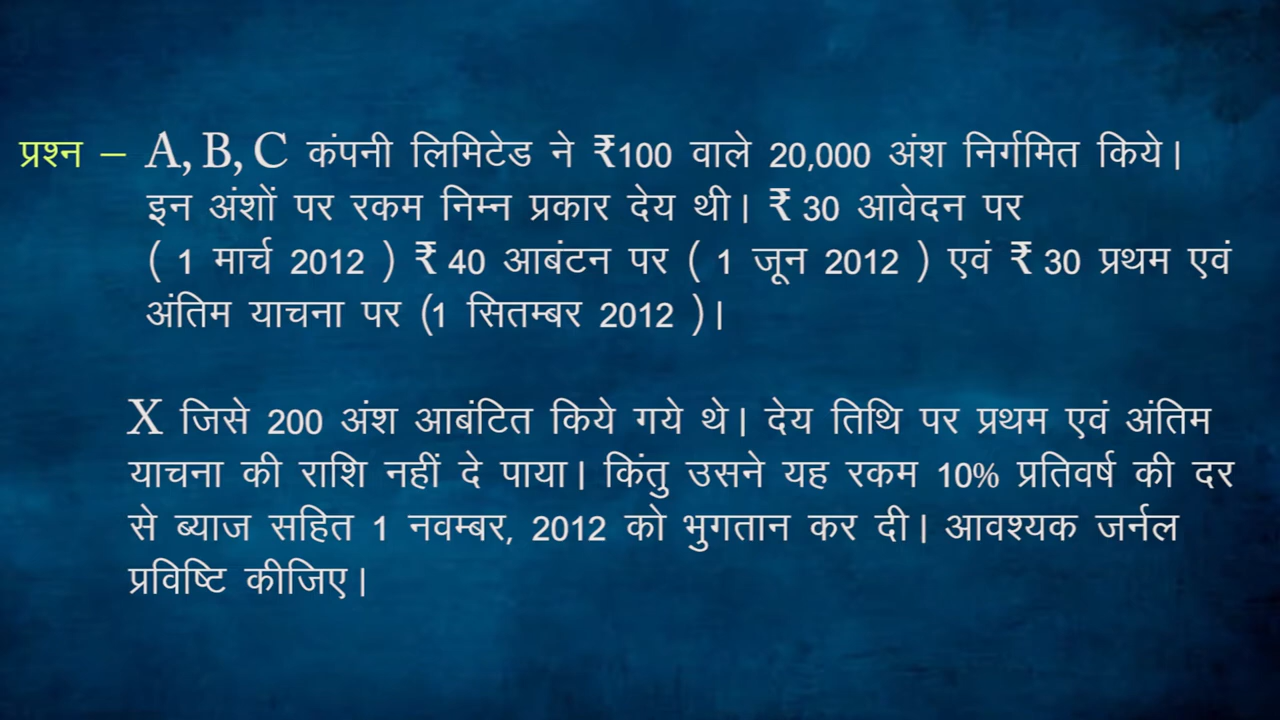 प्रश्न – A, B, C कंपनी लिमिटेड ने ₹100 वाले 20,000 अंश निर्गमित किये।
इन अंशों पर रकम निम्न प्रकार देय थी। ₹ 30 आवेदन पर
( 1 मार्च 2012 ) ₹ 40 आबंटन पर ( 1 जून 2012 ) एवं ₹ 30 प्रथम एवं
अंतिम याचना पर (1 सितम्बर 2012 )।
X जिसे 200 अंश आबंटित किये गये थे। देय तिथि पर प्रथम एवं अंतिम
याचना की राशि नहीं दे पाया। किंतु उसने यह रकम 10% प्रतिवर्ष की दर
से ब्याज सहित 1 नवम्बर, 2012 को भुगतान कर दी। आवश्यक जर्नल
प्रविष्टि कीजिए।